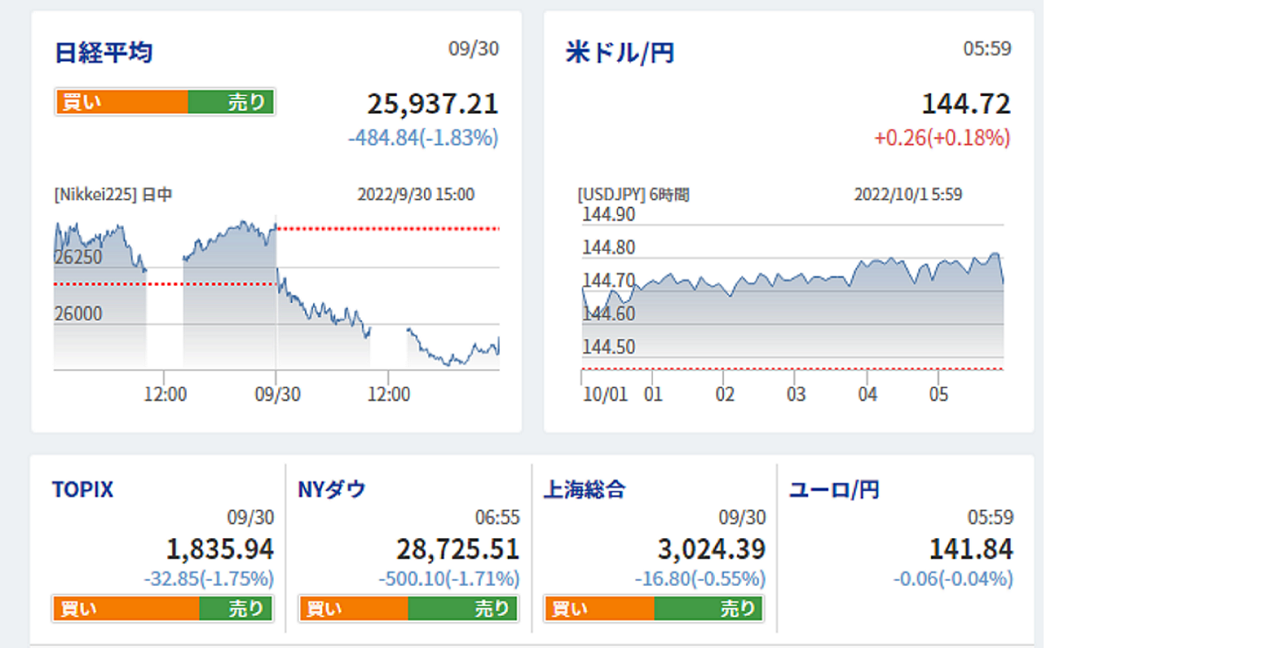 日経平均
09/30
買い 売り
25,937.21
-484.84(-1.83%)
[Nikkei225] 日中
2022/9/30 15:00
26250
26000
12:00 09/30 12:00
米ドル/円
05:59
144.72
+0.26(+0.18%)
[USDJPY] 6時間
2022/10/1 5:59
144.90
144.80
144.70
144.60
144.50
10/01 01 02 03 04 05
TOPIX
09/30
1,835.94
-32.85(-1.75%)
買い 売り
NYダウ
06:55
28,725.51
-500.10(-1.71%)
買い 売り
上海総合
09/30
3,024.39
-16.80(-0.55%)
買い 売り
ユーロ/円
05:59
141.84
-0.06(-0.04%)